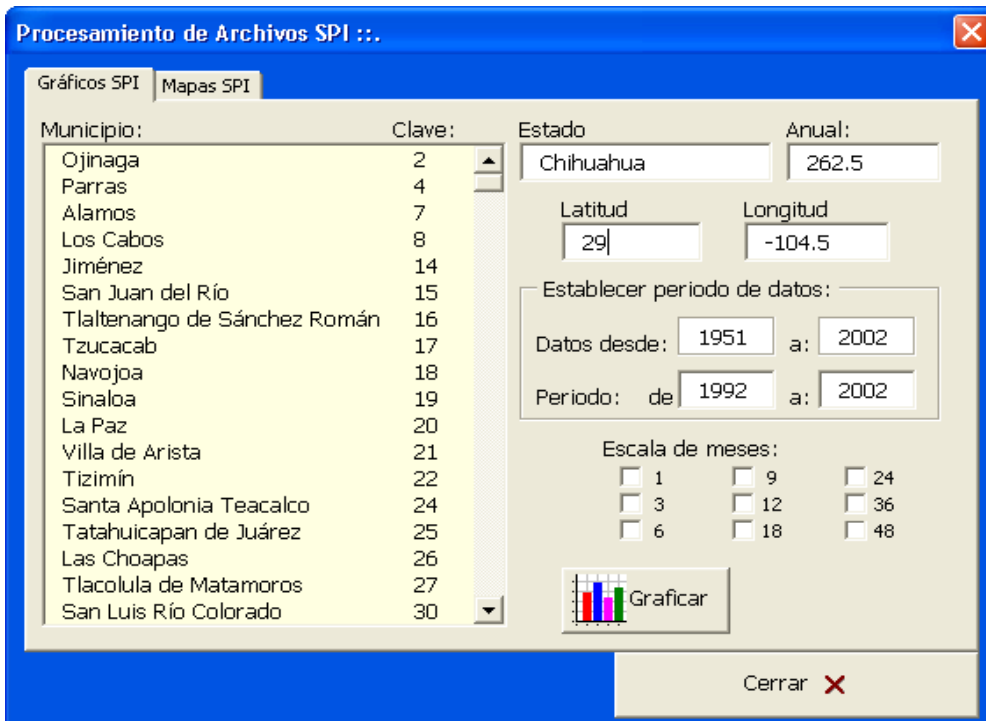 Procesamiento de Archivos SPI ::.
Gráficos SPI
Mapas SPI
Municipio: Clave:
Ojinaga 2
Parras 4
Alamos 7
Los Cabos 8
Jiménez 14
San Juan del Río 15
Tlaltenango de Sánchez Román 16
Tzucacab 17
Navojoa 18
Sinaloa 19
La Paz 20
Villa de Arista 21
Tizimín 22
Santa Apolonia Teacalco 24
Tatahuicapan de Juárez 25
Las Choapas 26
Tlacolula de Matamoros 27
San Luis Río Colorado 30
Estado Anual:
Chihuahua 262.5
Latitud Longitud
29 -104.5
Establecer periodo de datos:
Datos desde: 1951 a: 2002
Periodo: de 1992 a: 2002
Escala de meses:
1 9 24
3 12 36
6 18 48
Graficar
Cerrar